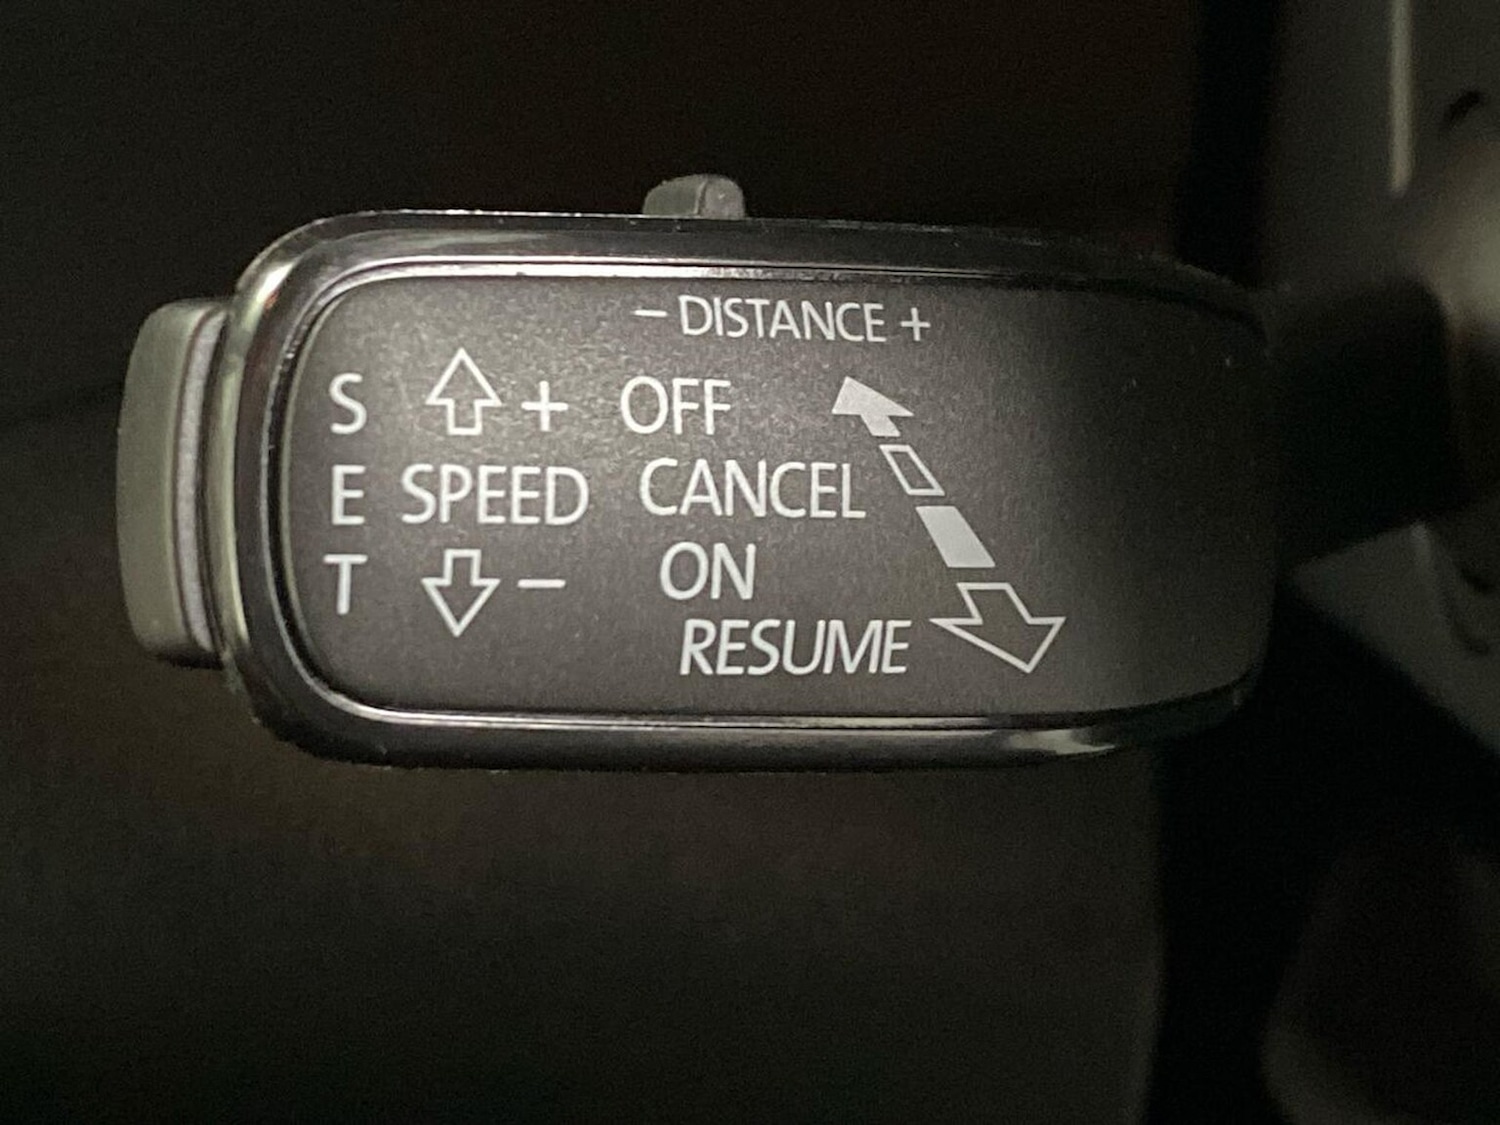 − DISTANCE +
S + OFF
E SPEED CANCEL
T − ON
RESUME